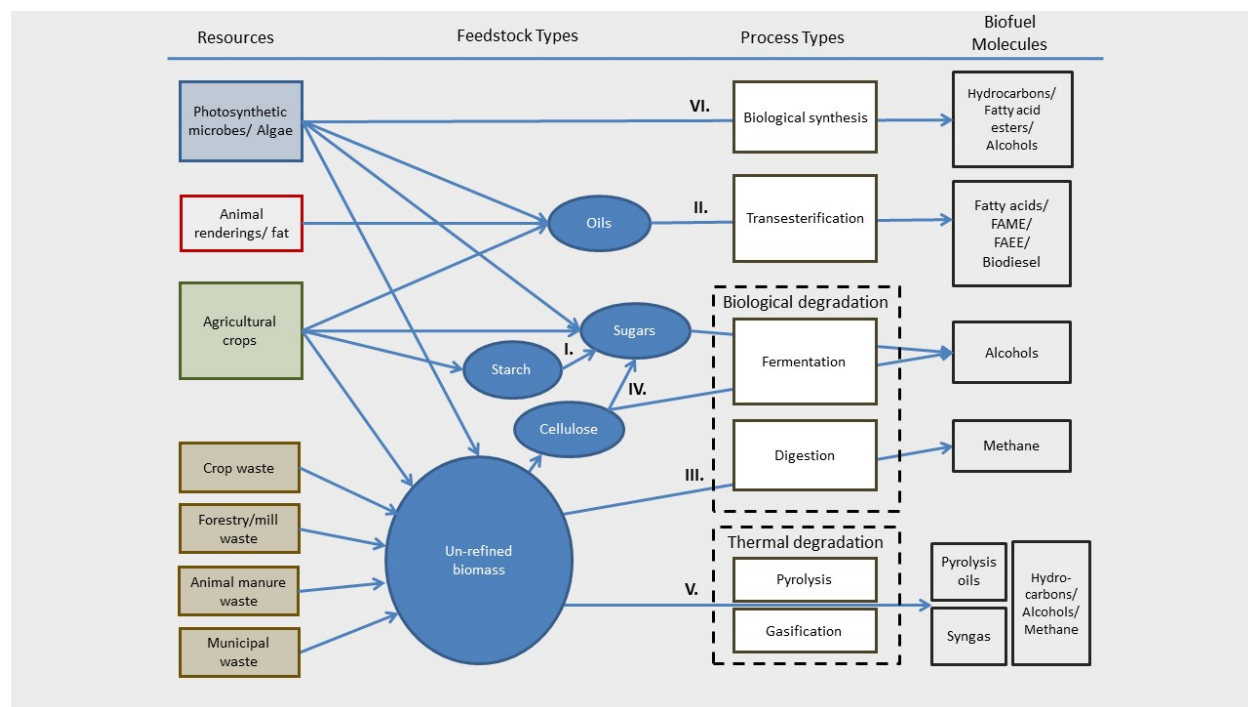 Resources
Feedstock Types
Process Types
Biofuel
Molecules
Photosynthetic
microbes/ Algae
VI.
Biological synthesis
Hydrocarbons/
Fatty acid
esters/
Alcohols
Animal
renderings/ fat
Oils
II.
Transesterification
Fatty acids/
FAME/
FAEE/
Biodiesel
Agricultural
crops
Sugars
I.
Starch
IV.
Cellulose
Biological degradation
Fermentation
Alcohols
III.
Digestion
Methane
Crop waste
Forestry/mill
waste
Animal manure
waste
Municipal
waste
Un-refined
biomass
V.
Thermal degradation
Pyrolysis
Gasification
Pyrolysis
oils
Syngas
Hydro-
carbons/
Alcohols/
Methane